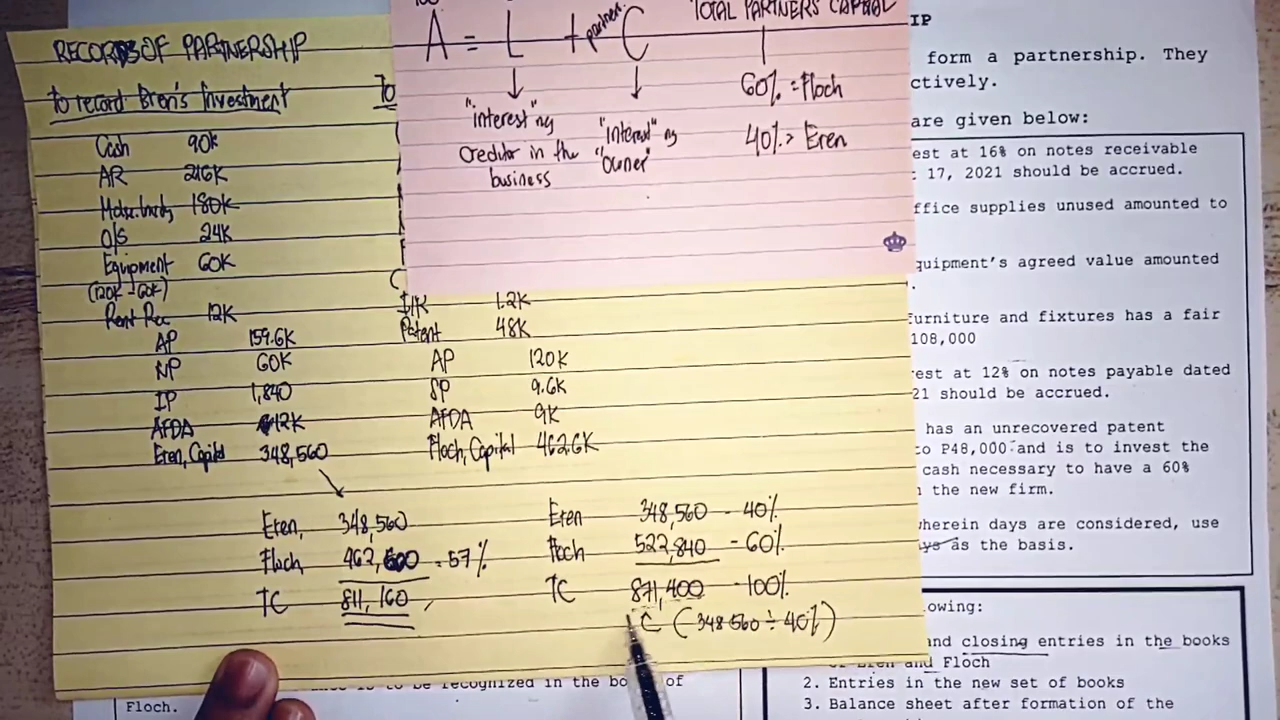 RECORDS OF PARTNERSHIP
To record Eren's Investment
Cash 90K
AR 216K
Mdse. Invty 180K
O/S 24K
Equipment 60K
(120K - 60K)
Rent Rec 12K
AP 159.6K
NP 60K
IP 1,840
AFDA 12K
Eren, Capital 348,560
To
1.2K
Patent 48K
AP 120K
SP 9.6K
AFDA 9K
Floch, Capital 462.6K
Eren, 348,560
Floch 462,600 - 57%
TC 811,160
Eren 348,560 - 40%
Floch 522,840 - 60%
TC 871,400 - 100%
(348 560 ÷ 40%)
A = L + partner C
TOTAL PARTNERS CAPITAL
"interest" ng
creditor in the
business
"interest" ng
"owner"
60% = Floch
40% = Eren
IP
form a partnership. They
ctively.
are given below:
est at 16% on notes receivable
17, 2021 should be accrued.
ffice supplies unused amounted to
quipment's agreed value amounted
furniture and fixtures has a fair
108,000
est at 12% on notes payable dated
21 should be accrued.
has an unrecovered patent
to P48,000 and is to invest the
cash necessary to have a 60%
the new firm.
wherein days are considered, use
as the basis.
owing:
and closing entries in the books
of Eren and Floch
2. Entries in the new set of books
3. Balance sheet after formation of the
is to be recognized in the books of
Floch.